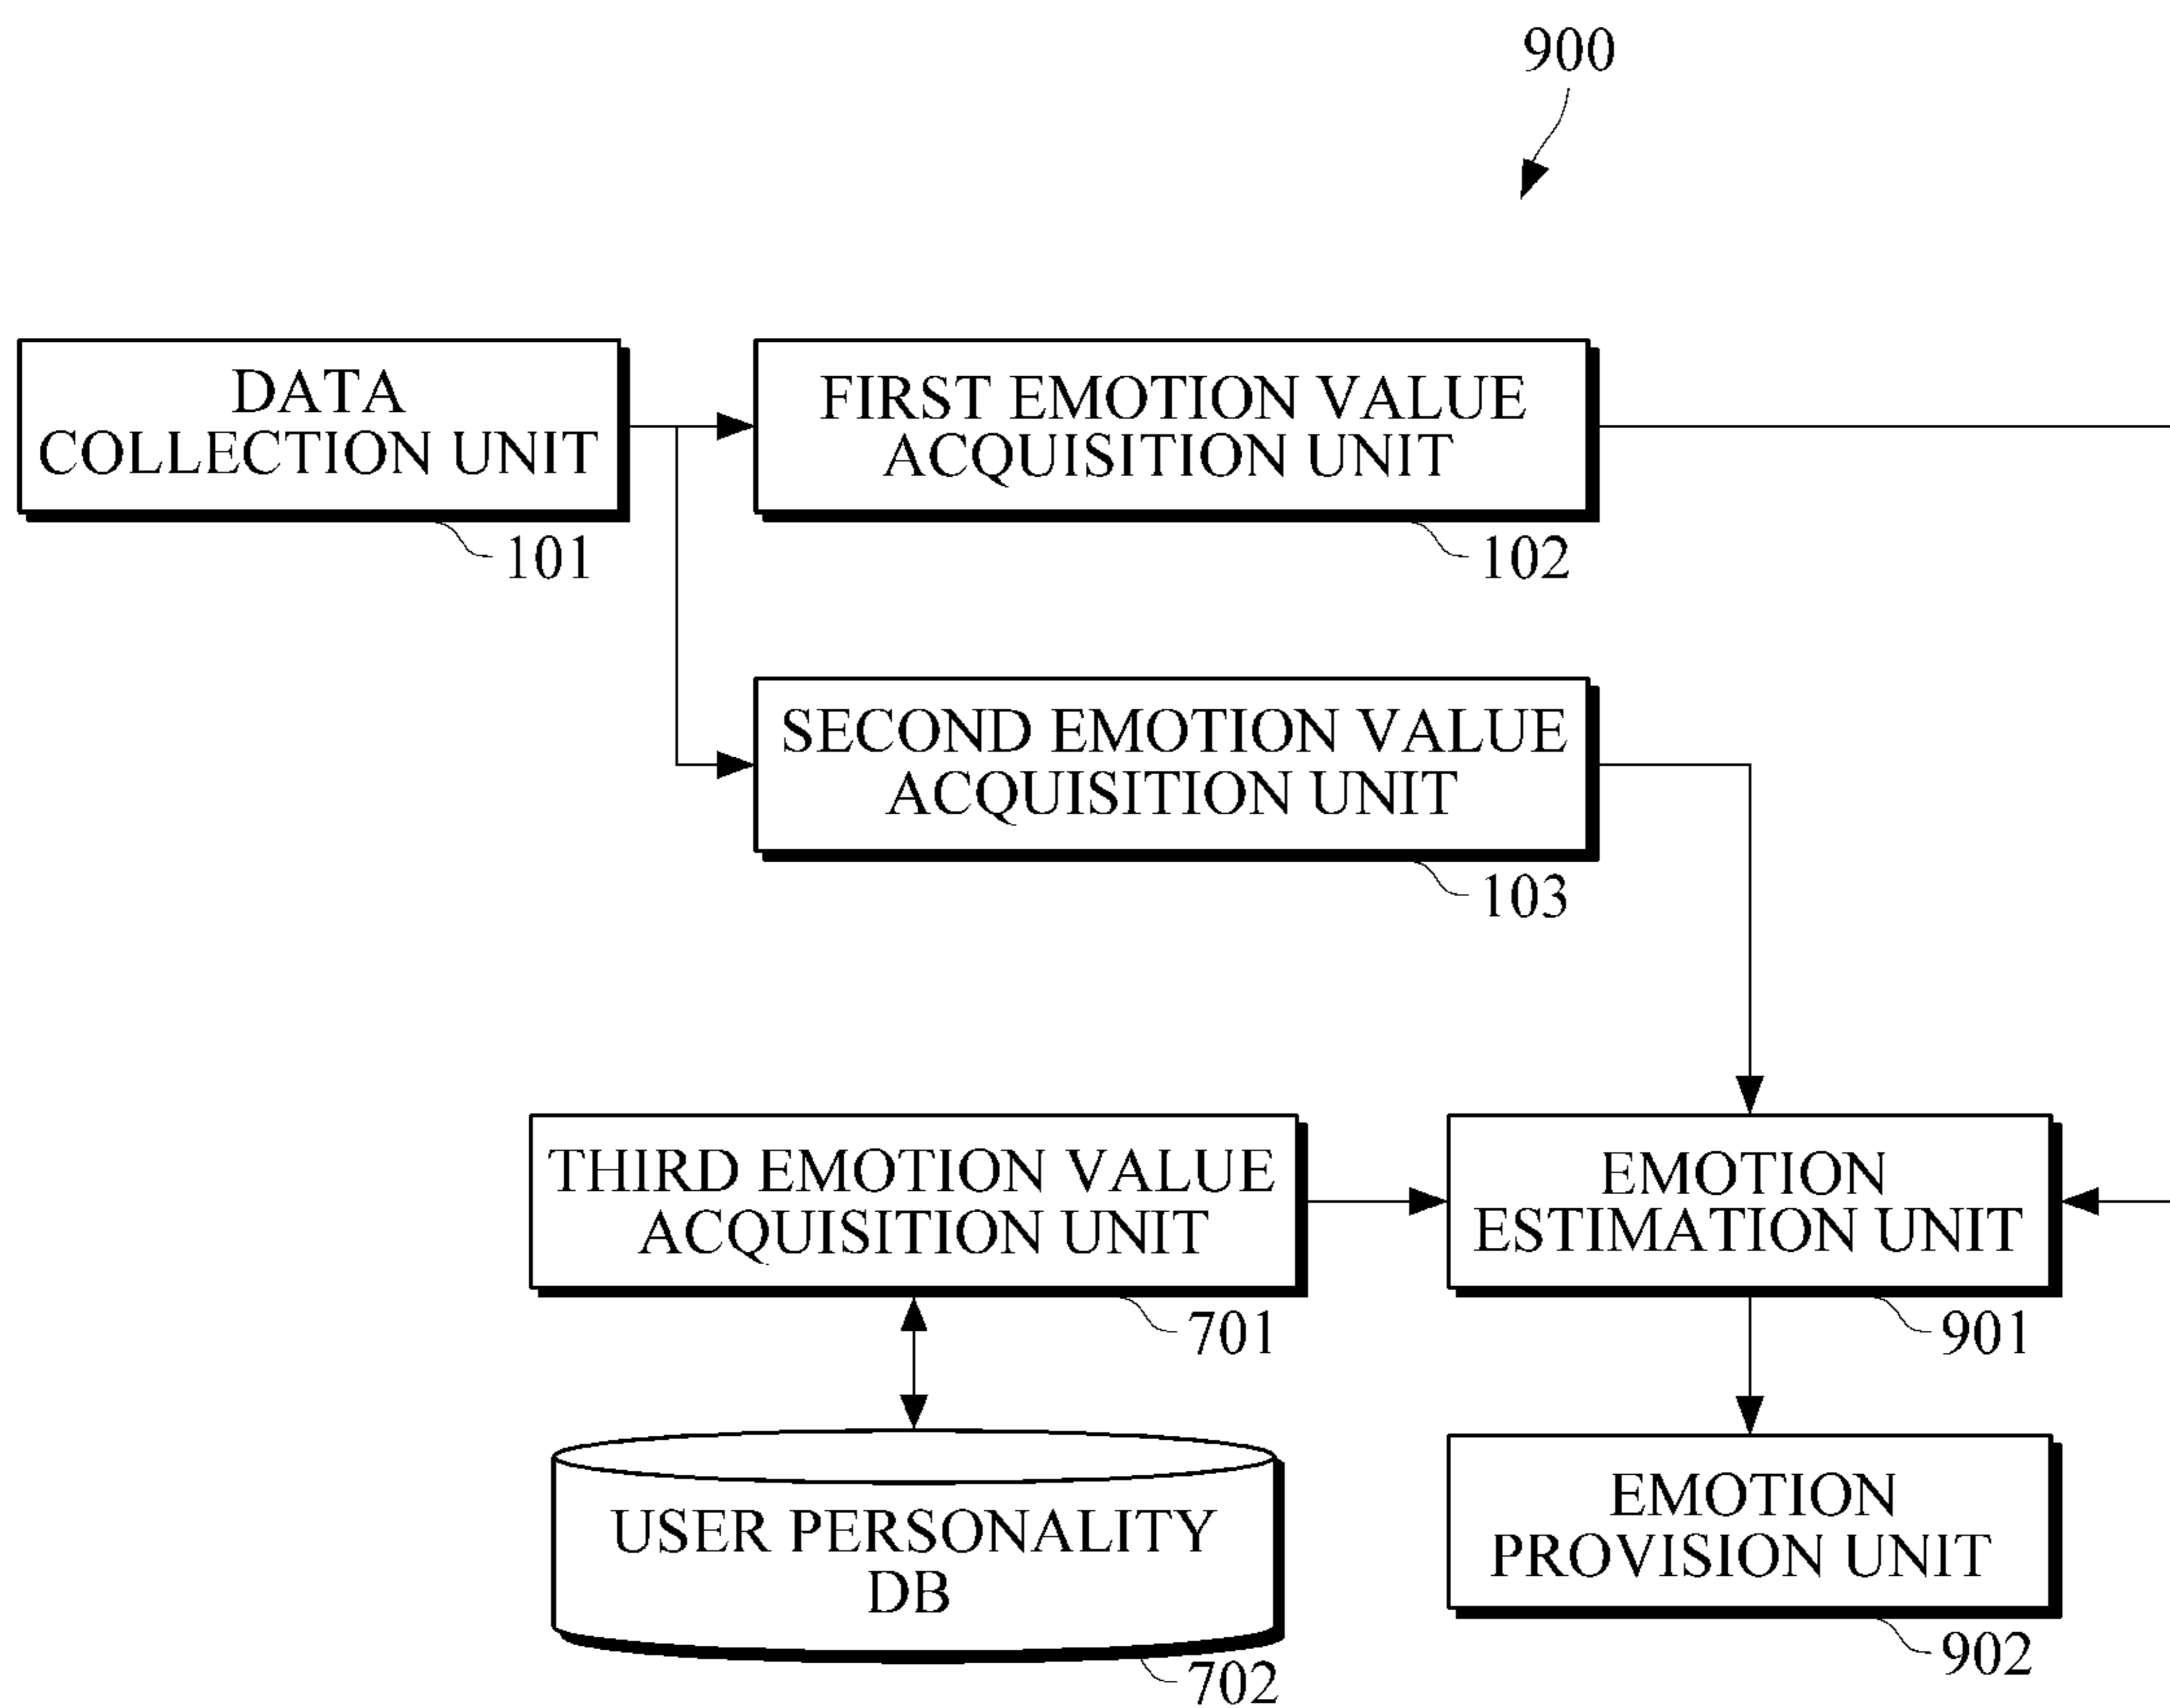 900
DATA
COLLECTION UNIT
101
FIRST EMOTION VALUE
ACQUISITION UNIT
102
SECOND EMOTION VALUE
ACQUISITION UNIT
103
THIRD EMOTION VALUE
ACQUISITION UNIT
701
EMOTION
ESTIMATION UNIT
901
USER PERSONALITY
DB
702
EMOTION
PROVISION UNIT
902